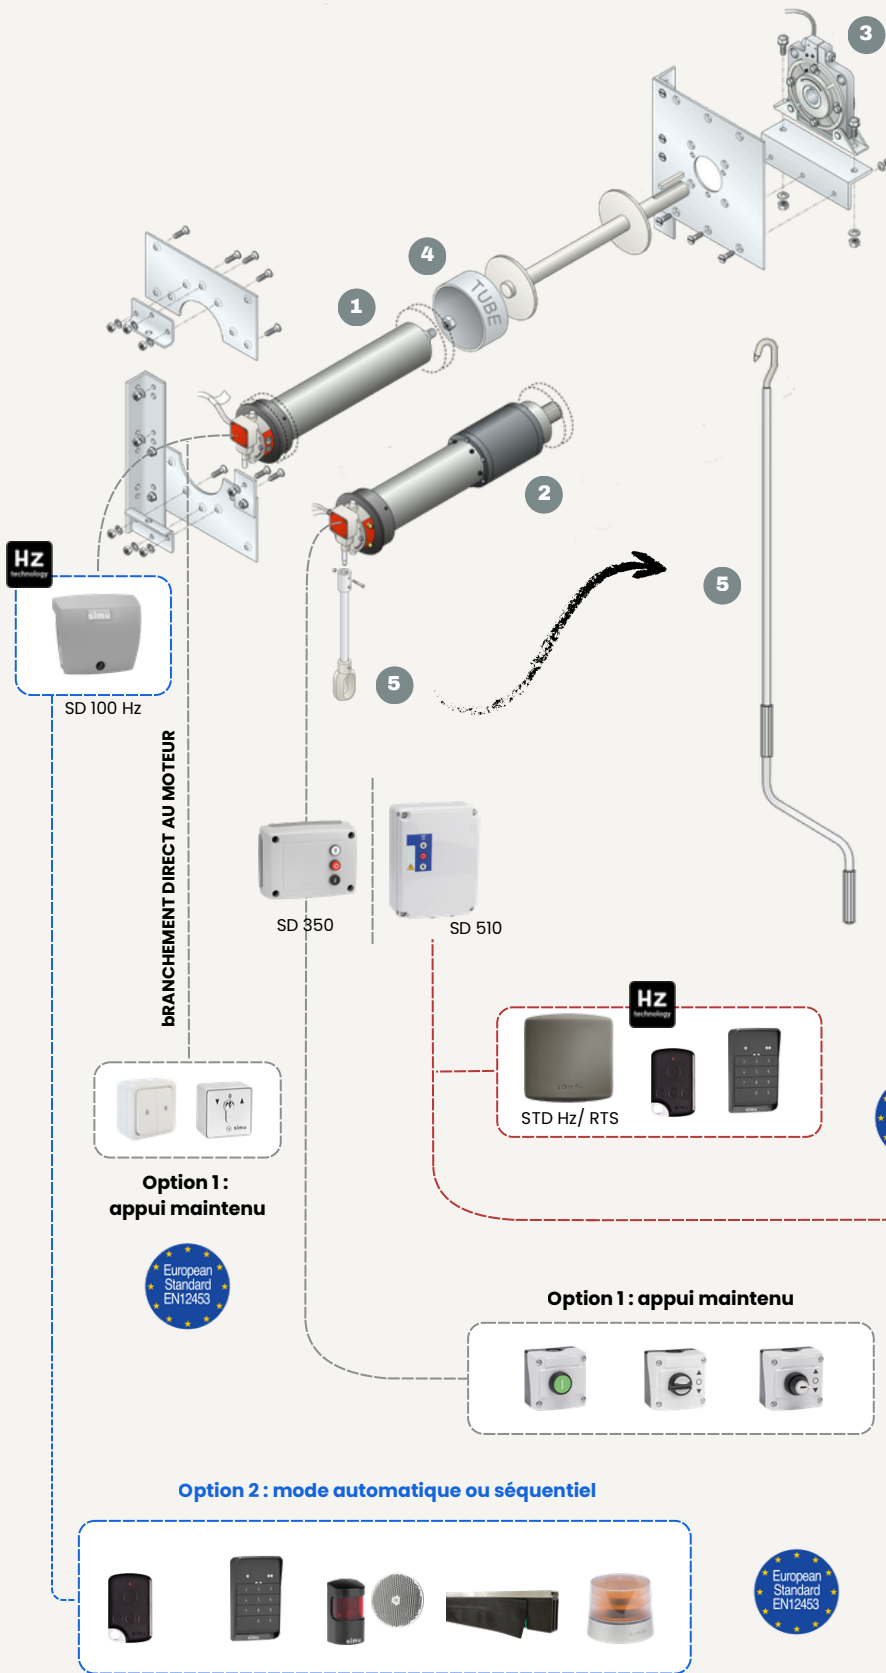 3
4
TUBE
1
2
Hz
technology
simu
5
5
SD 100 Hz
bRANCHEMENT DIRECT AU MOTEUR
SD 350
SD 510
Hz
technology
STD Hz/ RTS
simu
Option 1 :
appui maintenu
European
Standard
EN12453
Option 1 : appui maintenu
Option 2 : mode automatique ou séquentiel
simu
European
Standard
EN12453